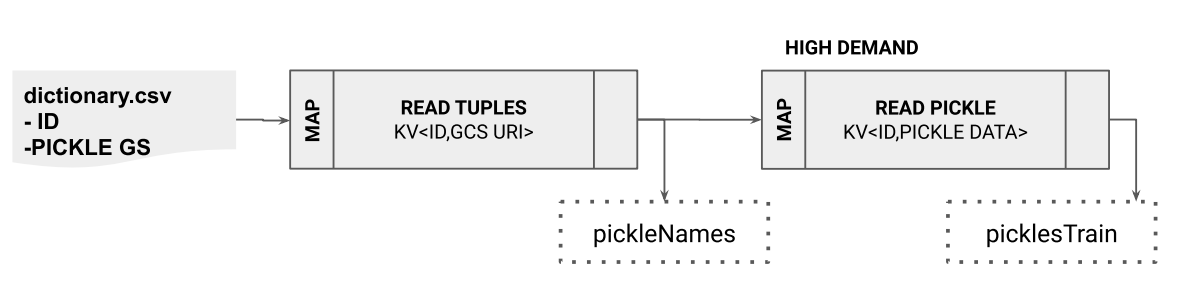 HIGH DEMAND
dictionary.csv
- ID
-PICKLE GS
MAP
READ TUPLES
KV<ID,GCS URI>
MAP
READ PICKLE
KV<ID,PICKLE DATA>
pickleNames
picklesTrain